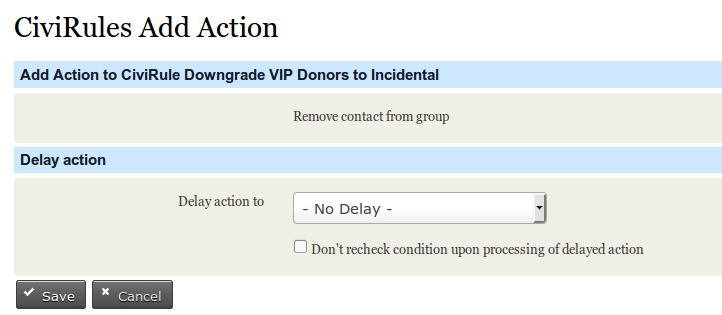 CiviRules Add Action
Add Action to CiviRule Downgrade VIP Donors to Incidental
Remove contact from group
Delay action
Delay action to
- No Delay -
Don't recheck condition upon processing of delayed action
Save
Cancel